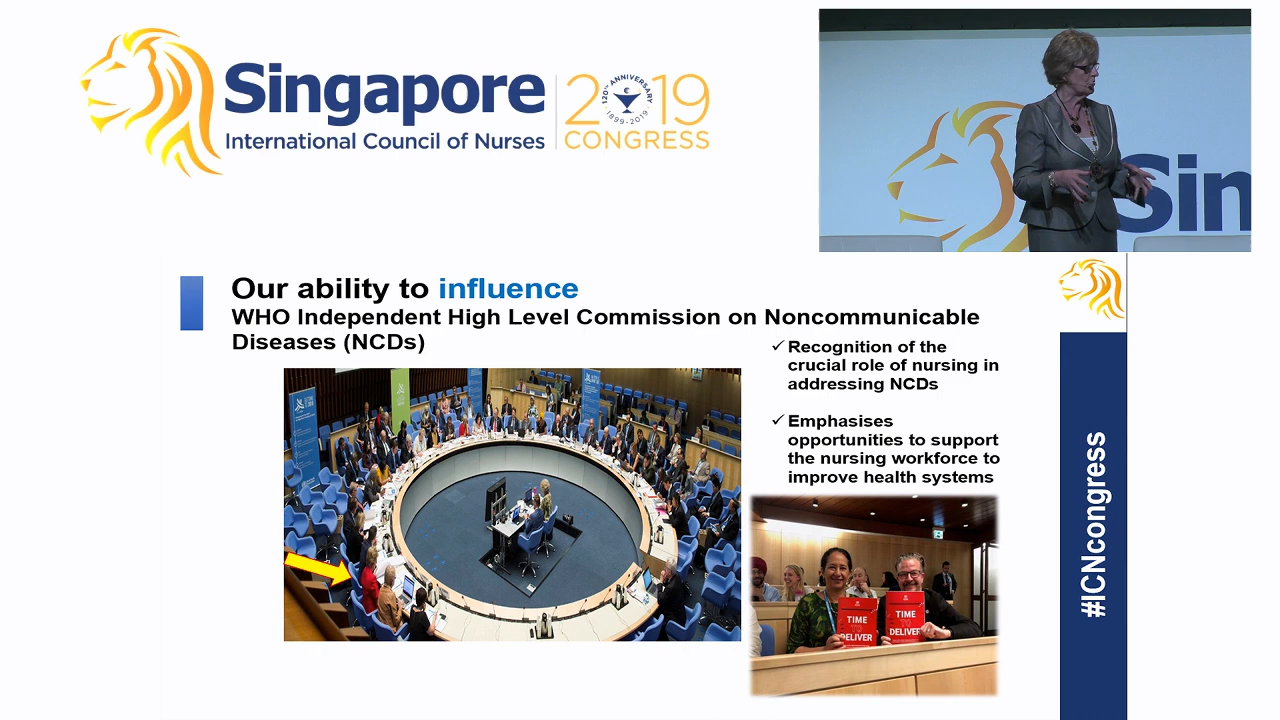 Singapore
International Council of Nurses
2019
120TH ANNIVERSARY
1899-2019
CONGRESS
Sin
Our ability to influence
WHO Independent High Level Commission on Noncommunicable
Diseases (NCDs)
✓ Recognition of the
crucial role of nursing in
addressing NCDs
✓ Emphasises
opportunities to support
the nursing workforce to
improve health systems
TIME
TO
DELIVER
TIME
TO
DELIVER
#ICNcongress